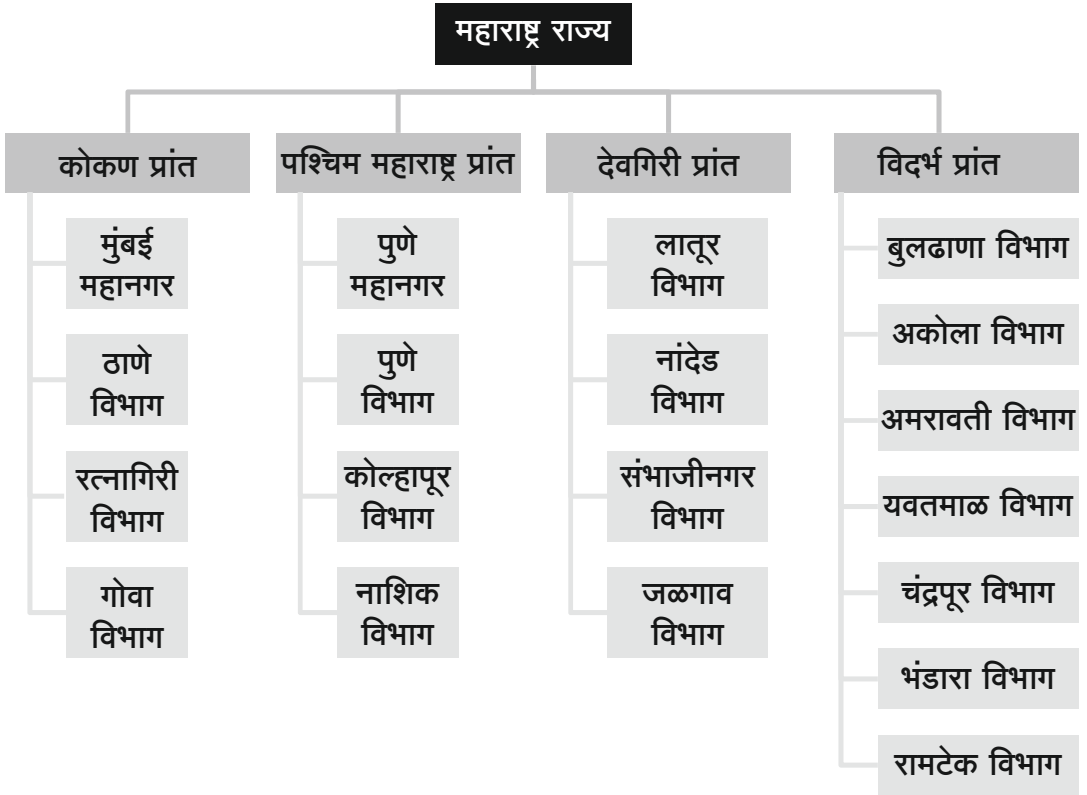 महाराष्ट्र राज्य
कोकण प्रांत
मुंबई
महानगर
ठाणे
विभाग
रत्नागिरी
विभाग
गोवा
विभाग
पश्चिम महाराष्ट्र प्रांत
पुणे
महानगर
पुणे
विभाग
कोल्हापूर
विभाग
नाशिक
विभाग
देवगिरी प्रांत
लातूर
विभाग
नांदेड
विभाग
संभाजीनगर
विभाग
जळगाव
विभाग
विदर्भ प्रांत
बुलढाणा विभाग
अकोला विभाग
अमरावती विभाग
यवतमाळ विभाग
चंद्रपूर विभाग
भंडारा विभाग
रामटेक विभाग